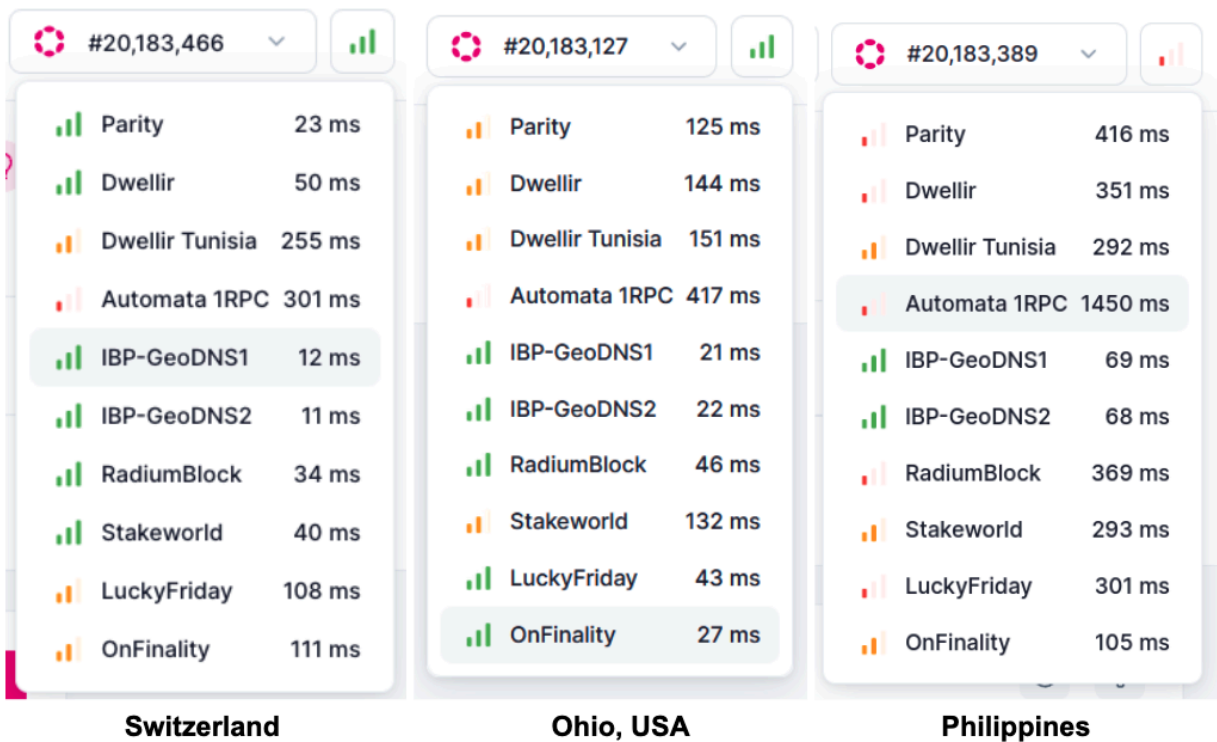 #20,183,466
Parity 23 ms
Dwellir 50 ms
Dwellir Tunisia 255 ms
Automata 1RPC 301 ms
IBP-GeoDNS1 12 ms
IBP-GeoDNS2 11 ms
RadiumBlock 34 ms
Stakeworld 40 ms
LuckyFriday 108 ms
OnFinality 111 ms
Switzerland
#20,183,127
Parity 125 ms
Dwellir 144 ms
Dwellir Tunisia 151 ms
Automata 1RPC 417 ms
IBP-GeoDNS1 21 ms
IBP-GeoDNS2 22 ms
RadiumBlock 46 ms
Stakeworld 132 ms
LuckyFriday 43 ms
OnFinality 27 ms
Ohio, USA
#20,183,389
Parity 416 ms
Dwellir 351 ms
Dwellir Tunisia 292 ms
Automata 1RPC 1450 ms
IBP-GeoDNS1 69 ms
IBP-GeoDNS2 68 ms
RadiumBlock 369 ms
Stakeworld 293 ms
LuckyFriday 301 ms
OnFinality 105 ms
Philippines